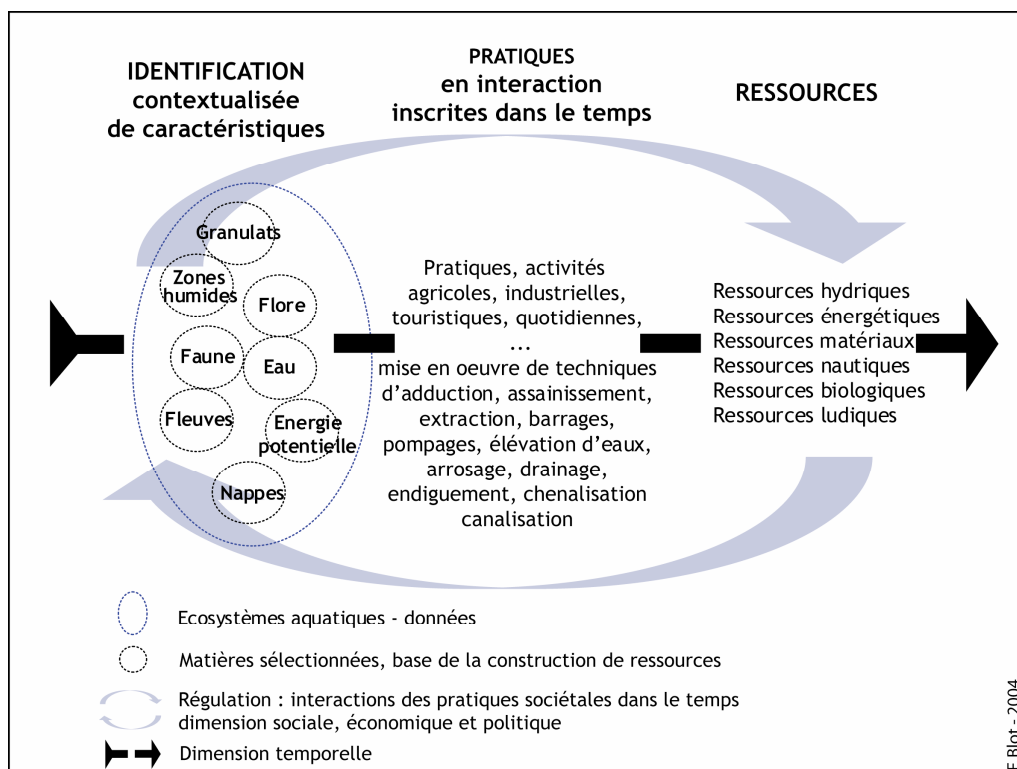 IDENTIFICATION
contextualisée
de caractéristiques
PRATIQUES
en interaction
inscrites dans le temps
RESSOURCES
Granulats
Zones
humides
Flore
Faune
Eau
Fleuves
Energie
potentielle
Nappes
Pratiques, activités
agricoles, industrielles,
touristiques, quotidiennes,
...
mise en oeuvre de techniques
d'adduction, assainissement,
extraction, barrages,
pompages, élévation d'eaux,
arrosage, drainage,
endiguement, chenalisation
canalisation
Ressources hydriques
Ressources énergétiques
Ressources matériaux
Ressources nautiques
Ressources biologiques
Ressources ludiques
Ecosystèmes aquatiques - données
Matières sélectionnées, base de la construction de ressources
Régulation : interactions des pratiques sociétales dans le temps
dimension sociale, économique et politique
Dimension temporelle
F Blot - 2004